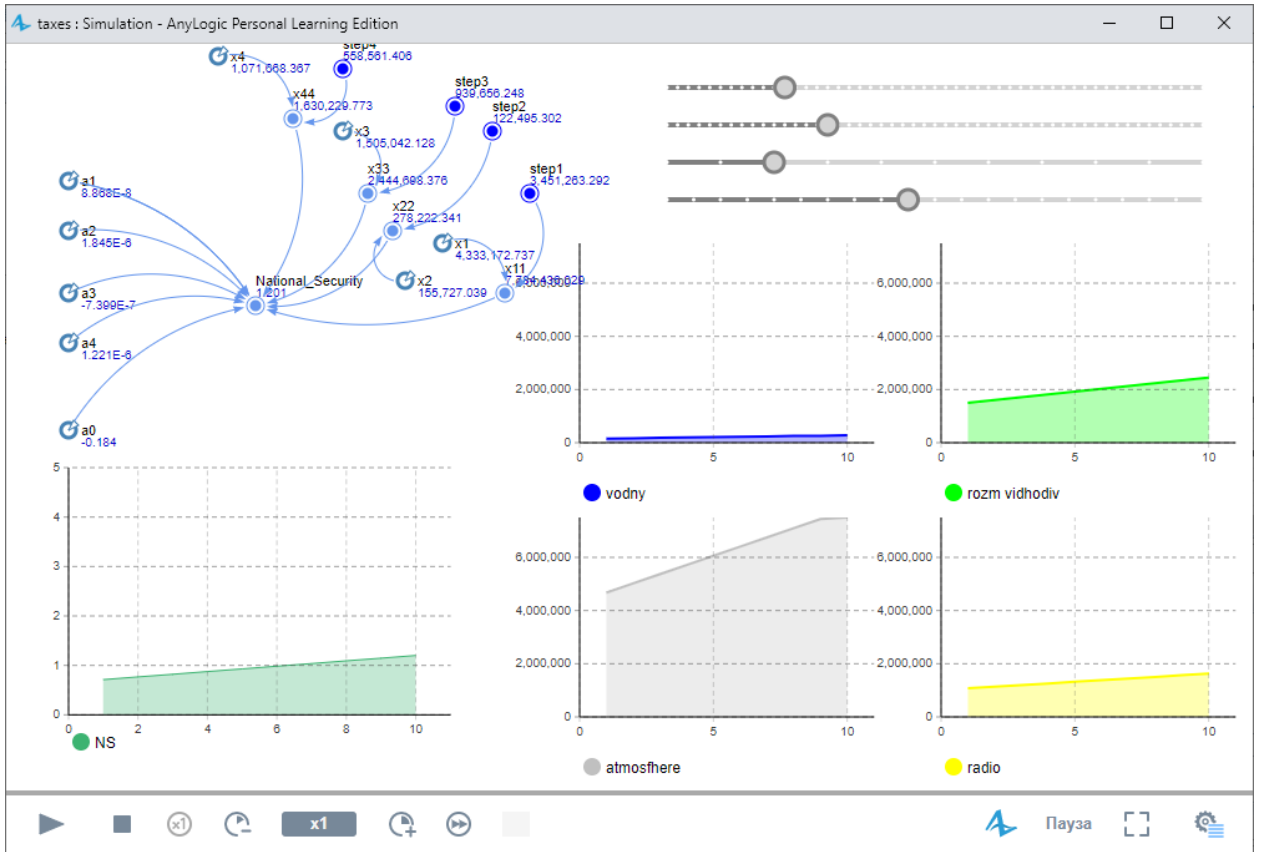 taxes : Simulation - AnyLogic Personal Learning Edition
step4
x4
558,561.406
1,071,668.367
step3
x44
939,656.248
1,630,229.773
step2
122,495.302
x3
1,505,042.128
x33
step1
a1
2,444,698.376
3,451,263.292
8.868E-8
x22
278,222.341
a2
1.845E-6
x1
4,333,172.737
x11
National_Security
x2
1.201
155,727.039
a3
-7.399E-7
a4
1.221E-6
a0
-0.184
6,000,000
4,000,000
2,000,000
0
0 5 10
vodny
6,000,000
4,000,000
2,000,000
0
0 5 10
rozm vidhodiv
5
4
3
2
1
0
0 2 4 6 8 10
NS
6,000,000
4,000,000
2,000,000
0
0 5 10
atmosfhere
6,000,000
4,000,000
2,000,000
0
0 5 10
radio
x1
x1
Пауза